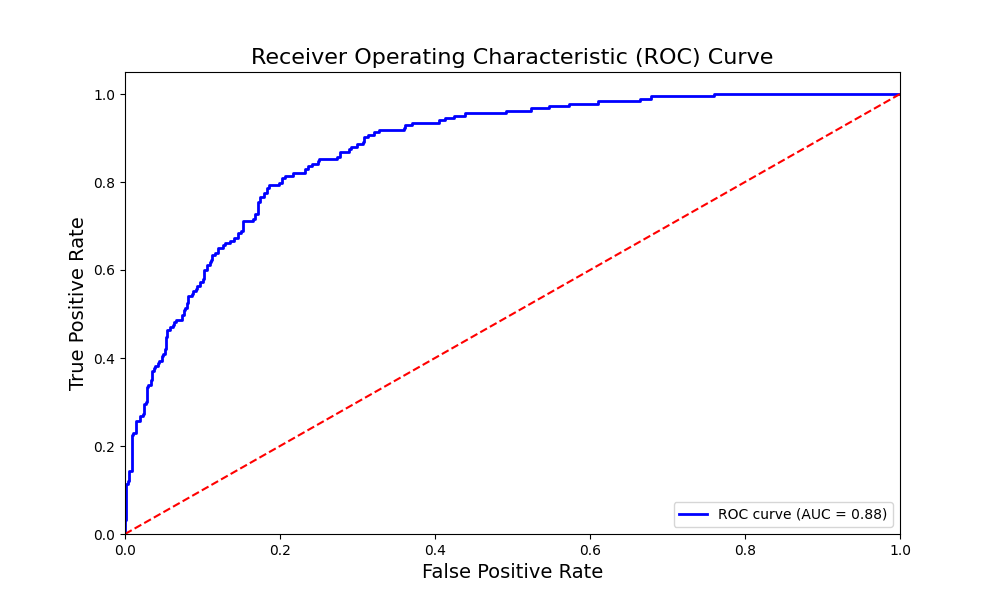 Receiver Operating Characteristic (ROC) Curve
True Positive Rate
1.0
0.8
0.6
0.4
0.2
0.0
ROC curve (AUC = 0.88)
0.0 0.2 0.4 0.6 0.8 1.0
False Positive Rate